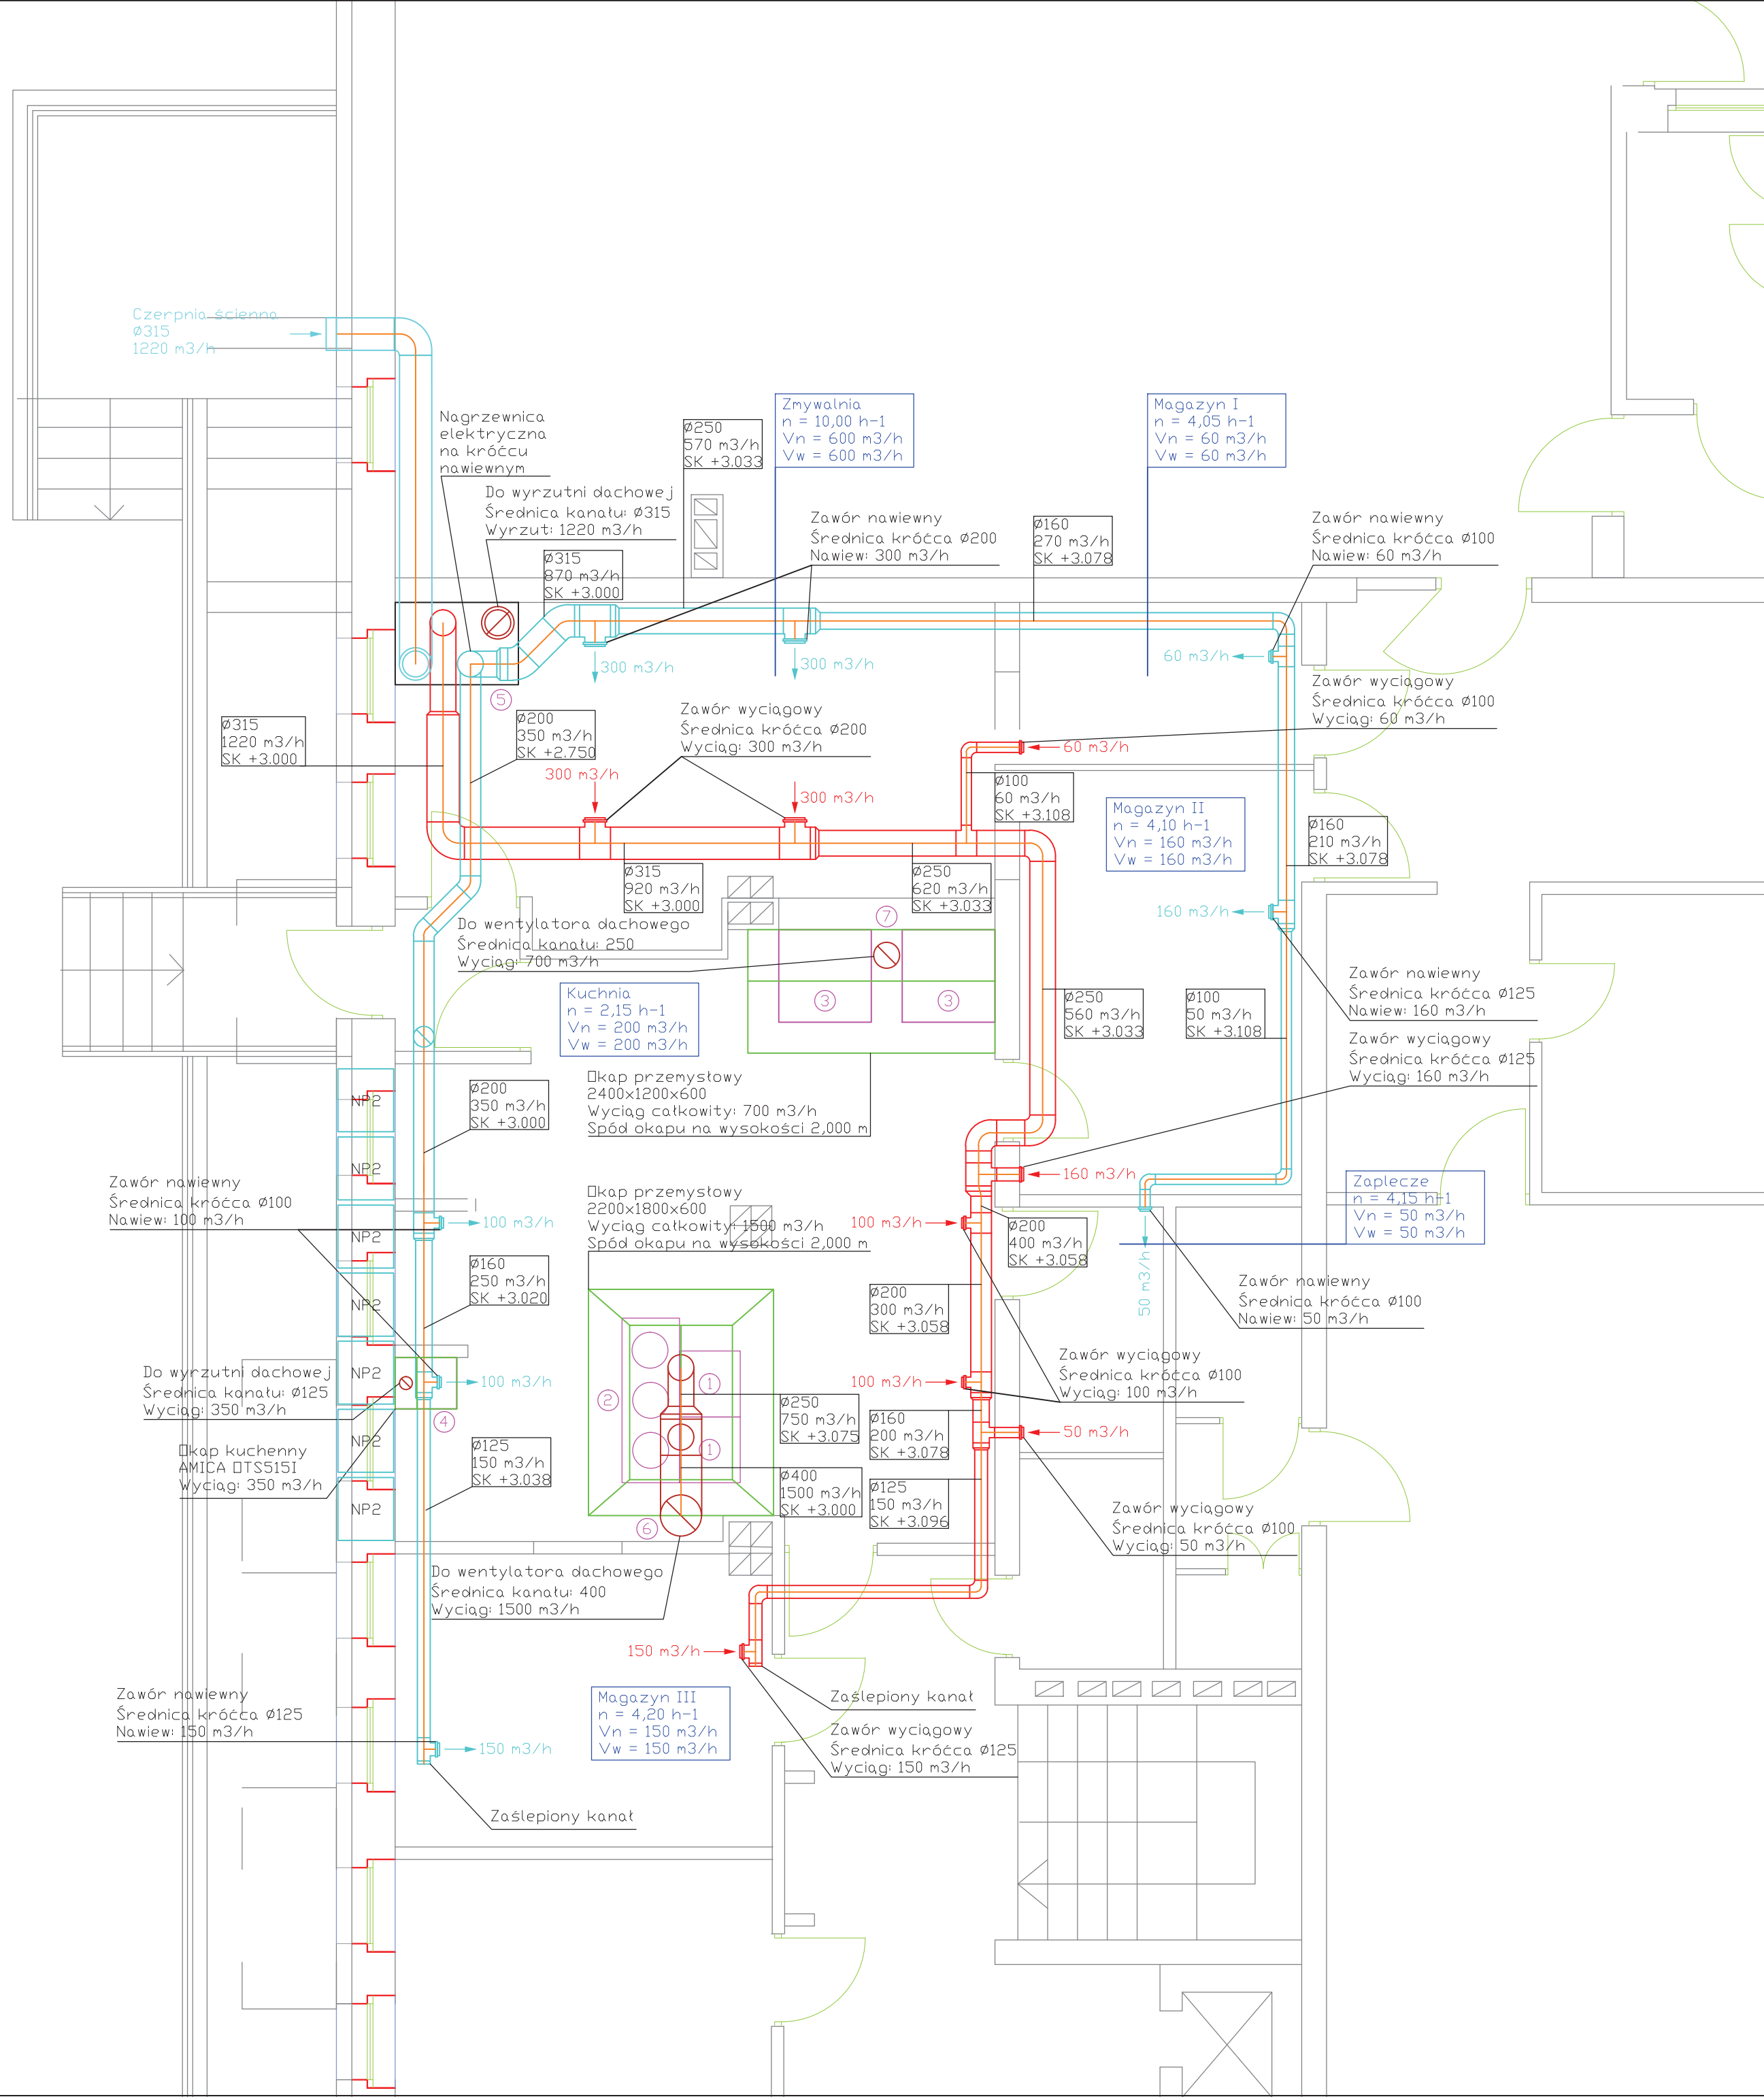 Czerpnia ścienna
Ø315
1220 m3/h
Nagrzewnica
elektryczna
na króćcu
nawiewnym
Do wyrzutni dachowej
Średnica kanału: Ø315
Wyrzut: 1220 m3/h
Ø315
870 m3/h
SK +3.000
Ø250
570 m3/h
SK +3.033
Zmywalnia
n = 10,00 h-1
Vn = 600 m3/h
Vw = 600 m3/h
Zawór nawiewny
Średnica króćca Ø200
Nawiew: 300 m3/h
Ø160
270 m3/h
SK +3.078
Magazyn I
n = 4,05 h-1
Vn = 60 m3/h
Vw = 60 m3/h
Zawór nawiewny
Średnica króćca Ø100
Nawiew: 60 m3/h
300 m3/h
300 m3/h
60 m3/h
5
Ø315
1220 m3/h
SK +3.000
Ø200
350 m3/h
SK +2.750
Zawór wyciągowy
Średnica króćca Ø200
Wyciąg: 300 m3/h
Zawór wyciągowy
Średnica króćca Ø100
Wyciąg: 60 m3/h
300 m3/h
300 m3/h
60 m3/h
Ø100
60 m3/h
SK +3.108
Magazyn II
n = 4,10 h-1
Vn = 160 m3/h
Vw = 160 m3/h
Ø160
210 m3/h
SK +3.078
Ø315
920 m3/h
SK +3.000
Ø250
620 m3/h
SK +3.033
160 m3/h
Do wentylatora dachowego
Średnica kanału: 250
Wyciąg: 700 m3/h
7
3
3
Kuchnia
n = 2,15 h-1
Vn = 200 m3/h
Vw = 200 m3/h
Ø250
560 m3/h
SK +3.033
Ø100
50 m3/h
SK +3.108
Zawór nawiewny
Średnica króćca Ø125
Nawiew: 160 m3/h
Zawór wyciągowy
Średnica króćca Ø125
Wyciąg: 160 m3/h
Okap przemysłowy
2400x1200x600
Wyciąg całkowity: 700 m3/h
Spód okapu na wysokości 2,000 m
NP2
Ø200
350 m3/h
SK +3.000
NP2
160 m3/h
Zawór nawiewny
Średnica króćca Ø100
Nawiew: 100 m3/h
Okap przemysłowy
2200x1800x600
Wyciąg całkowity: 1500 m3/h
Spód okapu na wysokości 2,000 m
NP2
100 m3/h
100 m3/h
Ø200
400 m3/h
SK +3.058
Zaplecze
n = 4,15 h-1
Vn = 50 m3/h
Vw = 50 m3/h
50 m3/h
Ø160
250 m3/h
SK +3.020
NP2
Ø200
300 m3/h
SK +3.058
Zawór nawiewny
Średnica króćca Ø100
Nawiew: 50 m3/h
Do wyrzutni dachowej
Średnica kanału: Ø125
Wyciąg: 350 m3/h
NP2
100 m3/h
4
2
1
1
100 m3/h
Zawór wyciągowy
Średnica króćca Ø100
Wyciąg: 100 m3/h
Ø250
750 m3/h
SK +3.075
Ø160
200 m3/h
SK +3.078
50 m3/h
NP2
Okap kuchenny
AMICA OTS515I
Wyciąg: 350 m3/h
Ø125
150 m3/h
SK +3.038
NP2
Ø400
1500 m3/h
SK +3.000
Ø125
150 m3/h
SK +3.096
6
Zawór wyciągowy
Średnica króćca Ø100
Wyciąg: 50 m3/h
Do wentylatora dachowego
Średnica kanału: 400
Wyciąg: 1500 m3/h
150 m3/h
Zawór nawiewny
Średnica króćca Ø125
Nawiew: 150 m3/h
150 m3/h
Magazyn III
n = 4,20 h-1
Vn = 150 m3/h
Vw = 150 m3/h
Zaślepiony kanał
Zawór wyciągowy
Średnica króćca Ø125
Wyciąg: 150 m3/h
Zaślepiony kanał